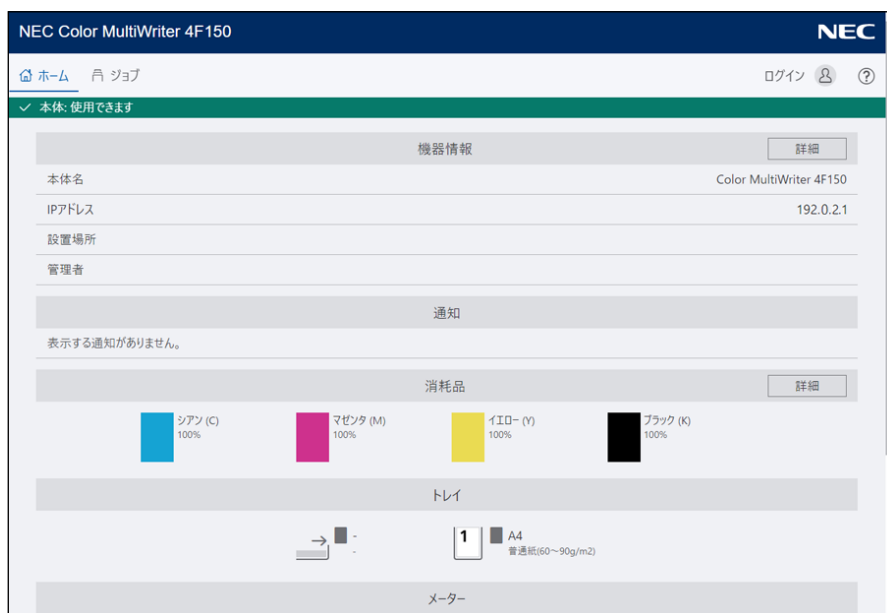 NEC Color MultiWriter 4F150 NEC
ホーム ジョブ ログイン ?
本体: 使用できます
機器情報 詳細
本体名 Color MultiWriter 4F150
IPアドレス 192.0.2.1
設置場所
管理者
通知
表示する通知がありません。
消耗品 詳細
シアン (C) マゼンタ (M) イエロー (Y) ブラック (K)
100% 100% 100% 100%
トレイ
- 1 A4
- 普通紙(60～90g/m2)
メーター